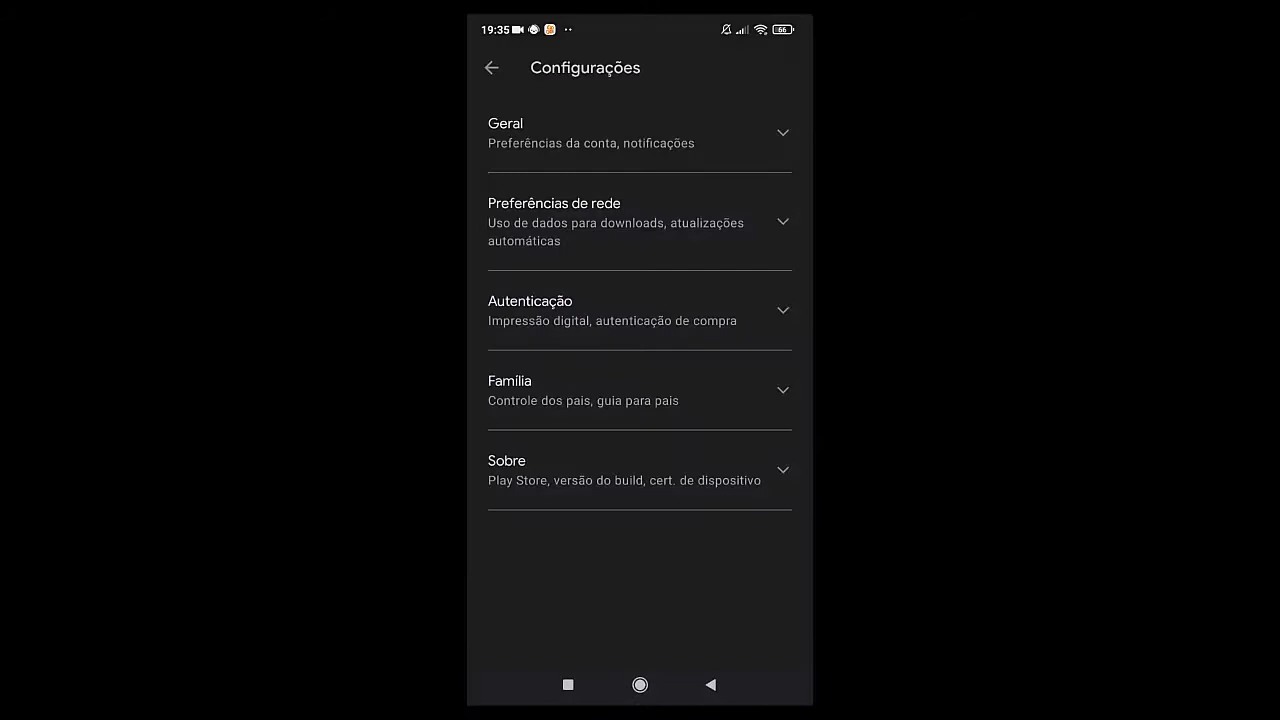 19:35
66
Configurações
Geral
Preferências da conta, notificações
Preferências de rede
Uso de dados para downloads, atualizações
automáticas
Autenticação
Impressão digital, autenticação de compra
Família
Controle dos pais, guia para pais
Sobre
Play Store, versão do build, cert. de dispositivo